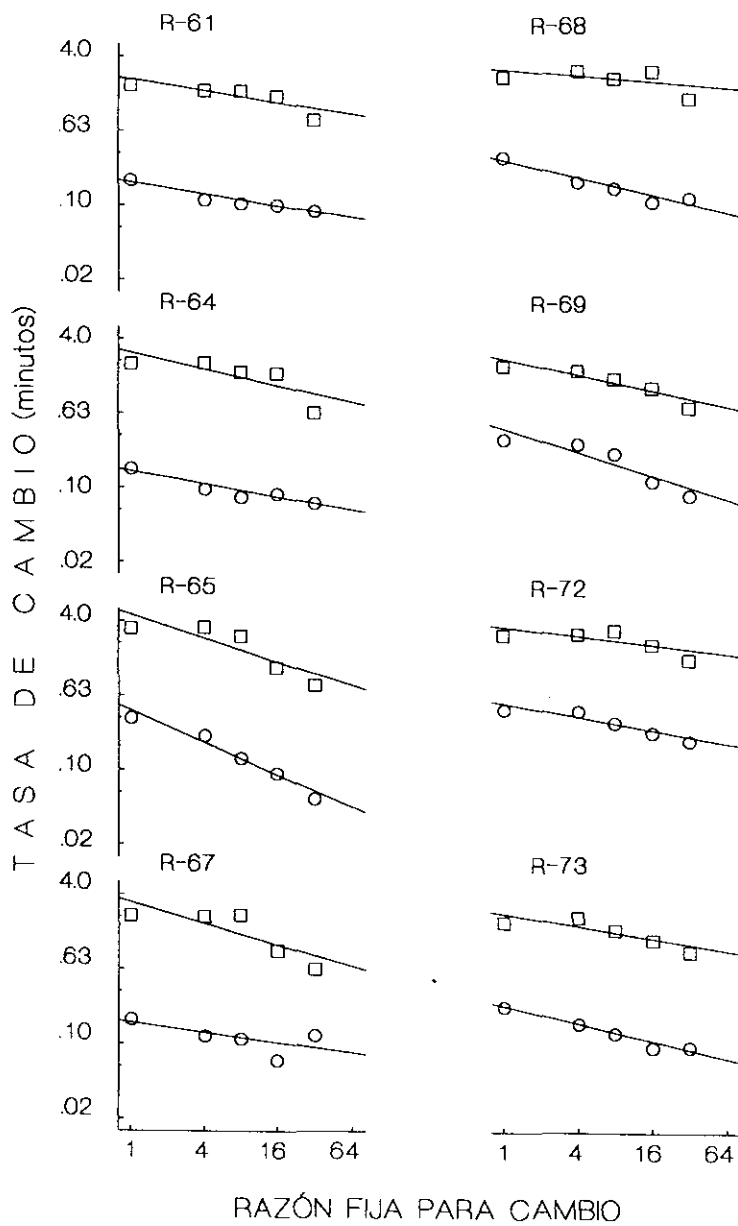 R-61
R-68
4.0
.63
.10
.02
R-64
R-69
4.0
.63
.10
.02
R-65
R-72
4.0
.63
.10
.02
R-67
R-73
4.0
.63
.10
.02
1 4 16 64
1 4 16 64
TASA DE CAMBIO (minutos)
RAZÓN FIJA PARA CAMBIO